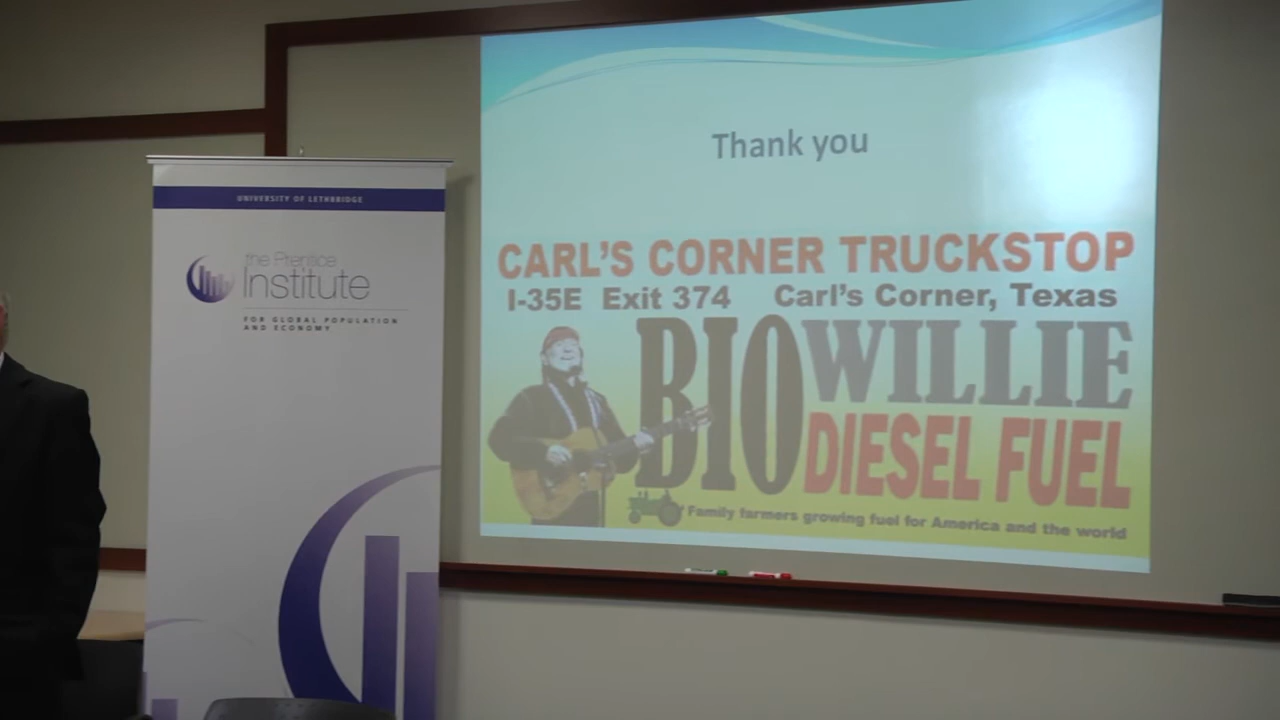 UNIVERSITY OF LETHBRIDGE
the Prentice
Institute
FOR GLOBAL POPULATION
AND ECONOMY
Thank you
CARL'S CORNER TRUCKSTOP
I-35E Exit 374 Carl's Corner, Texas
BIO WILLIE
DIESEL FUEL
Family farmers growing fuel for America and the world